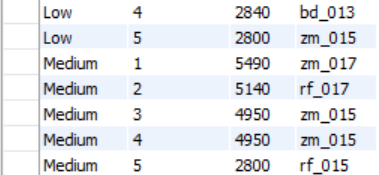 Low 4 2840 bd_013
Low 5 2800 zm_015
Medium 1 5490 zm_017
Medium 2 5140 rf_017
Medium 3 4950 zm_015
Medium 4 4950 zm_015
Medium 5 2800 rf_015